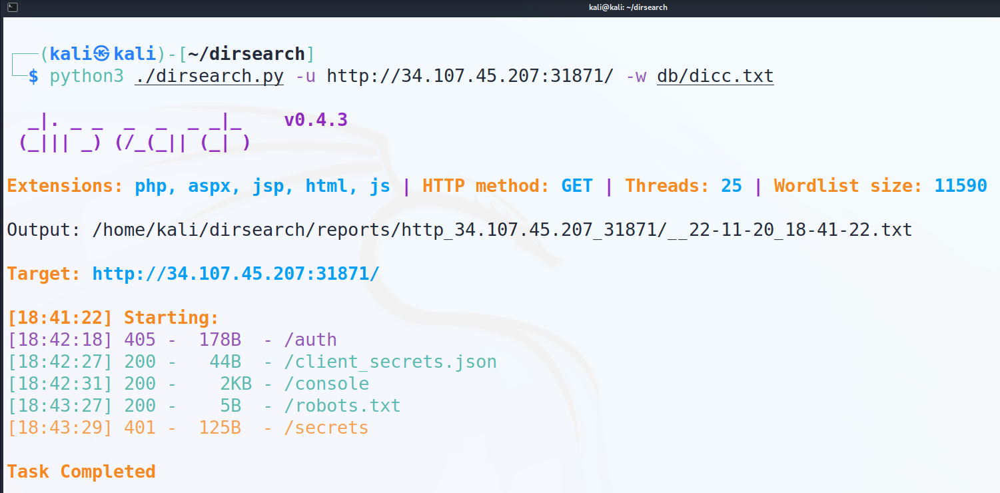 kali@kali: ~/dirsearch
┌──(kali㉿kali)-[~/dirsearch]
└─$ python3 ./dirsearch.py -u http://34.107.45.207:31871/ -w db/dicc.txt
  _|. _ _  _  _  _ _|_    v0.4.3
 (_||| _) (/_(_|| (_| )
Extensions: php, aspx, jsp, html, js | HTTP method: GET | Threads: 25 | Wordlist size: 11590
Output: /home/kali/dirsearch/reports/http_34.107.45.207_31871/__22-11-20_18-41-22.txt
Target: http://34.107.45.207:31871/
[18:41:22] Starting:
[18:42:18] 405 -  178B  - /auth
[18:42:27] 200 -   44B  - /client_secrets.json
[18:42:31] 200 -    2KB - /console
[18:43:27] 200 -    5B  - /robots.txt
[18:43:29] 401 -  125B  - /secrets
Task Completed